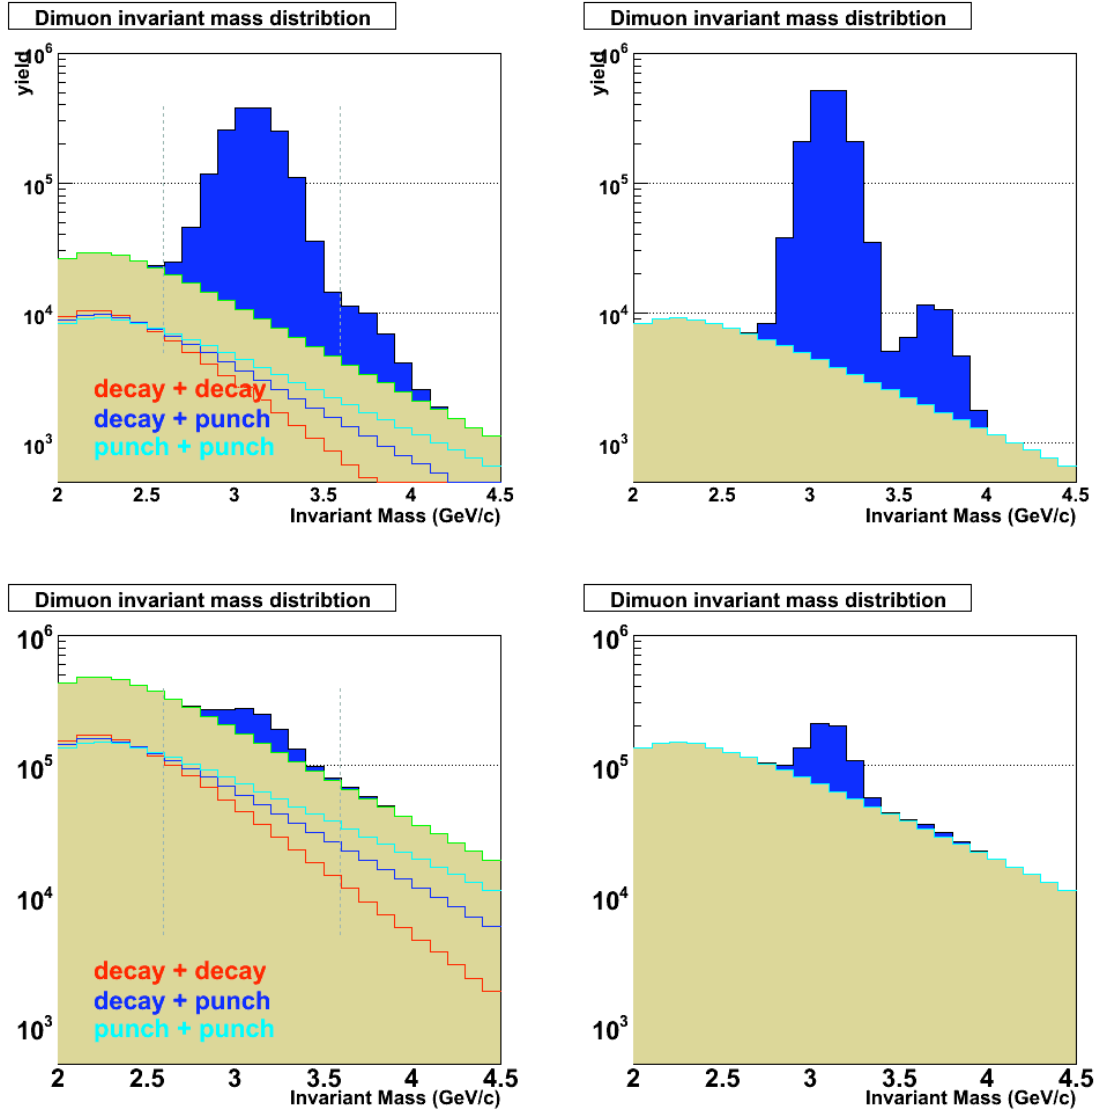 Dimuon invariant mass distribtion
yield
10^6
10^5
10^4
10^3
decay + decay
decay + punch
punch + punch
2 2.5 3 3.5 4 4.5
Invariant Mass (GeV/c)
Dimuon invariant mass distribtion
yield
10^6
10^5
10^4
10^3
2 2.5 3 3.5 4 4.5
Invariant Mass (GeV/c)
Dimuon invariant mass distribtion
10^6
10^5
10^4
10^3
decay + decay
decay + punch
punch + punch
2 2.5 3 3.5 4 4.5
Invariant Mass (GeV/c)
Dimuon invariant mass distribtion
10^6
10^5
10^4
10^3
2 2.5 3 3.5 4 4.5
Invariant Mass (GeV/c)